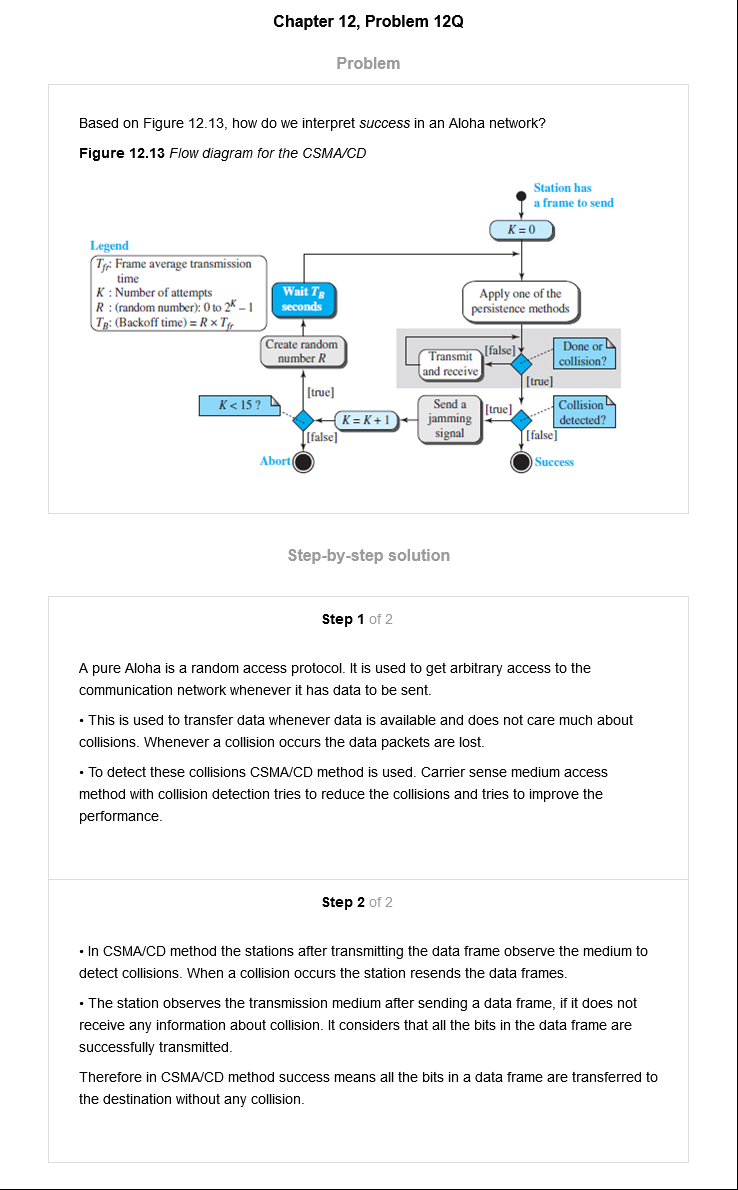 Chapter 12, Problem 12Q
Problem
Based on Figure 12.13, how do we interpret success in an Aloha network?
Figure 12.13 Flow diagram for the CSMA/CD
Station has
a frame to send
K = 0
Legend
Tfr: Frame average transmission
time
K : Number of attempts
R : (random number): 0 to 2^K – 1
TB: (Backoff time) = R × Tfr
Wait TB
seconds
Apply one of the
persistence methods
Create random
number R
Transmit
and receive
[false]
Done or
collision?
[true]
[true]
K < 15 ?
K = K + 1
Send a
jamming
signal
[true]
Collision
detected?
[false]
[false]
Abort
Success
Step-by-step solution
Step 1 of 2
A pure Aloha is a random access protocol. It is used to get arbitrary access to the
communication network whenever it has data to be sent.
• This is used to transfer data whenever data is available and does not care much about
collisions. Whenever a collision occurs the data packets are lost.
• To detect these collisions CSMA/CD method is used. Carrier sense medium access
method with collision detection tries to reduce the collisions and tries to improve the
performance.
Step 2 of 2
• In CSMA/CD method the stations after transmitting the data frame observe the medium to
detect collisions. When a collision occurs the station resends the data frames.
• The station observes the transmission medium after sending a data frame, if it does not
receive any information about collision. It considers that all the bits in the data frame are
successfully transmitted.
Therefore in CSMA/CD method success means all the bits in a data frame are transferred to
the destination without any collision.